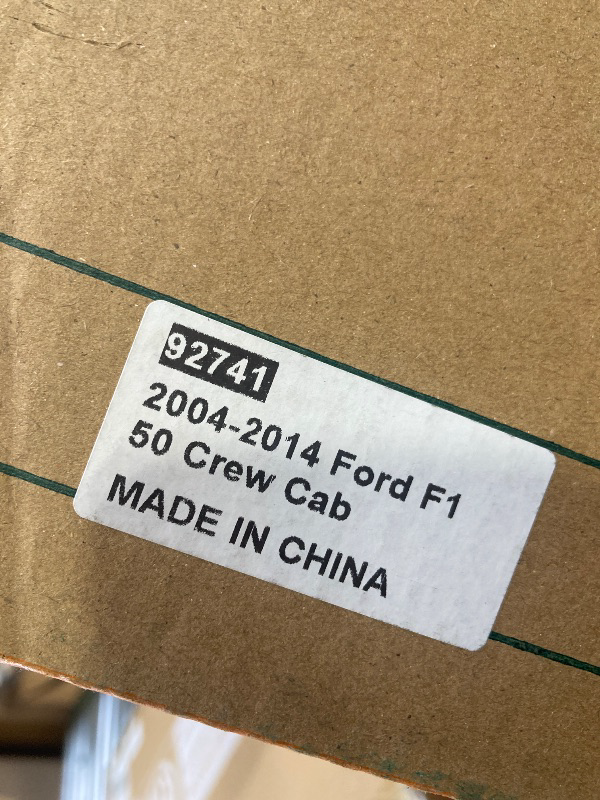 92741
2004-2014 Ford F1
50 Crew Cab
MADE IN CHINA